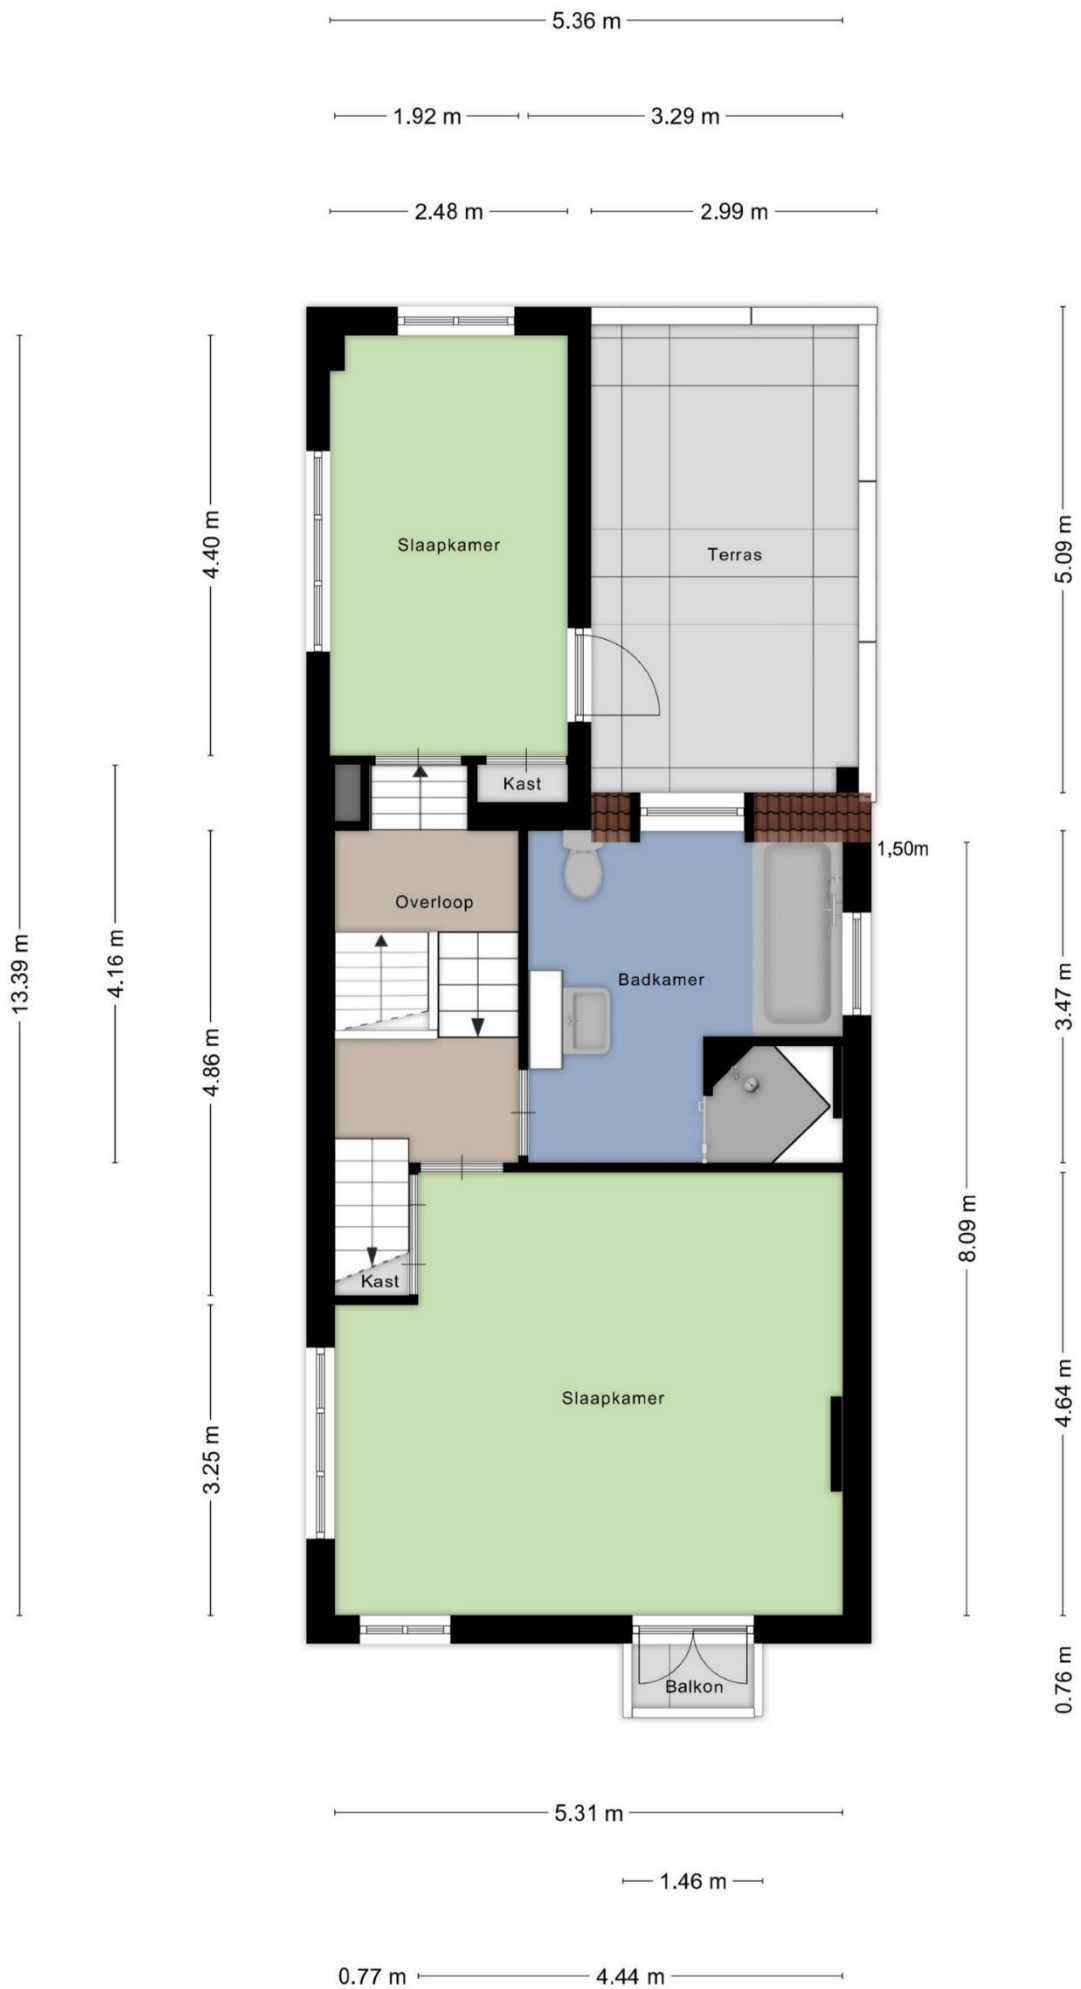 5.36 m
1.92 m
3.29 m
2.48 m
2.99 m
13.39 m
4.40 m
4.16 m
4.86 m
3.25 m
Slaapkamer
Terras
Kast
Overloop
Badkamer
Kast
Slaapkamer
Balkon
1,50m
5.09 m
3.47 m
8.09 m
4.64 m
0.76 m
5.31 m
1.46 m
0.77 m
4.44 m